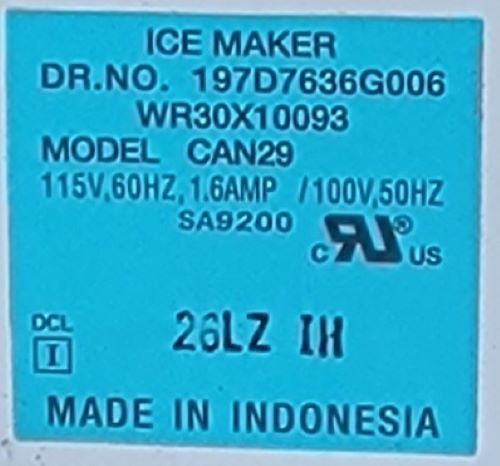 ICE MAKER
DR.NO. 197D7636G006
WR30X10093
MODEL CAN29
115V,60HZ,1.6AMP /100V,50HZ
SA9200
C RU® US
DCL
I
26LZ IH
MADE IN INDONESIA